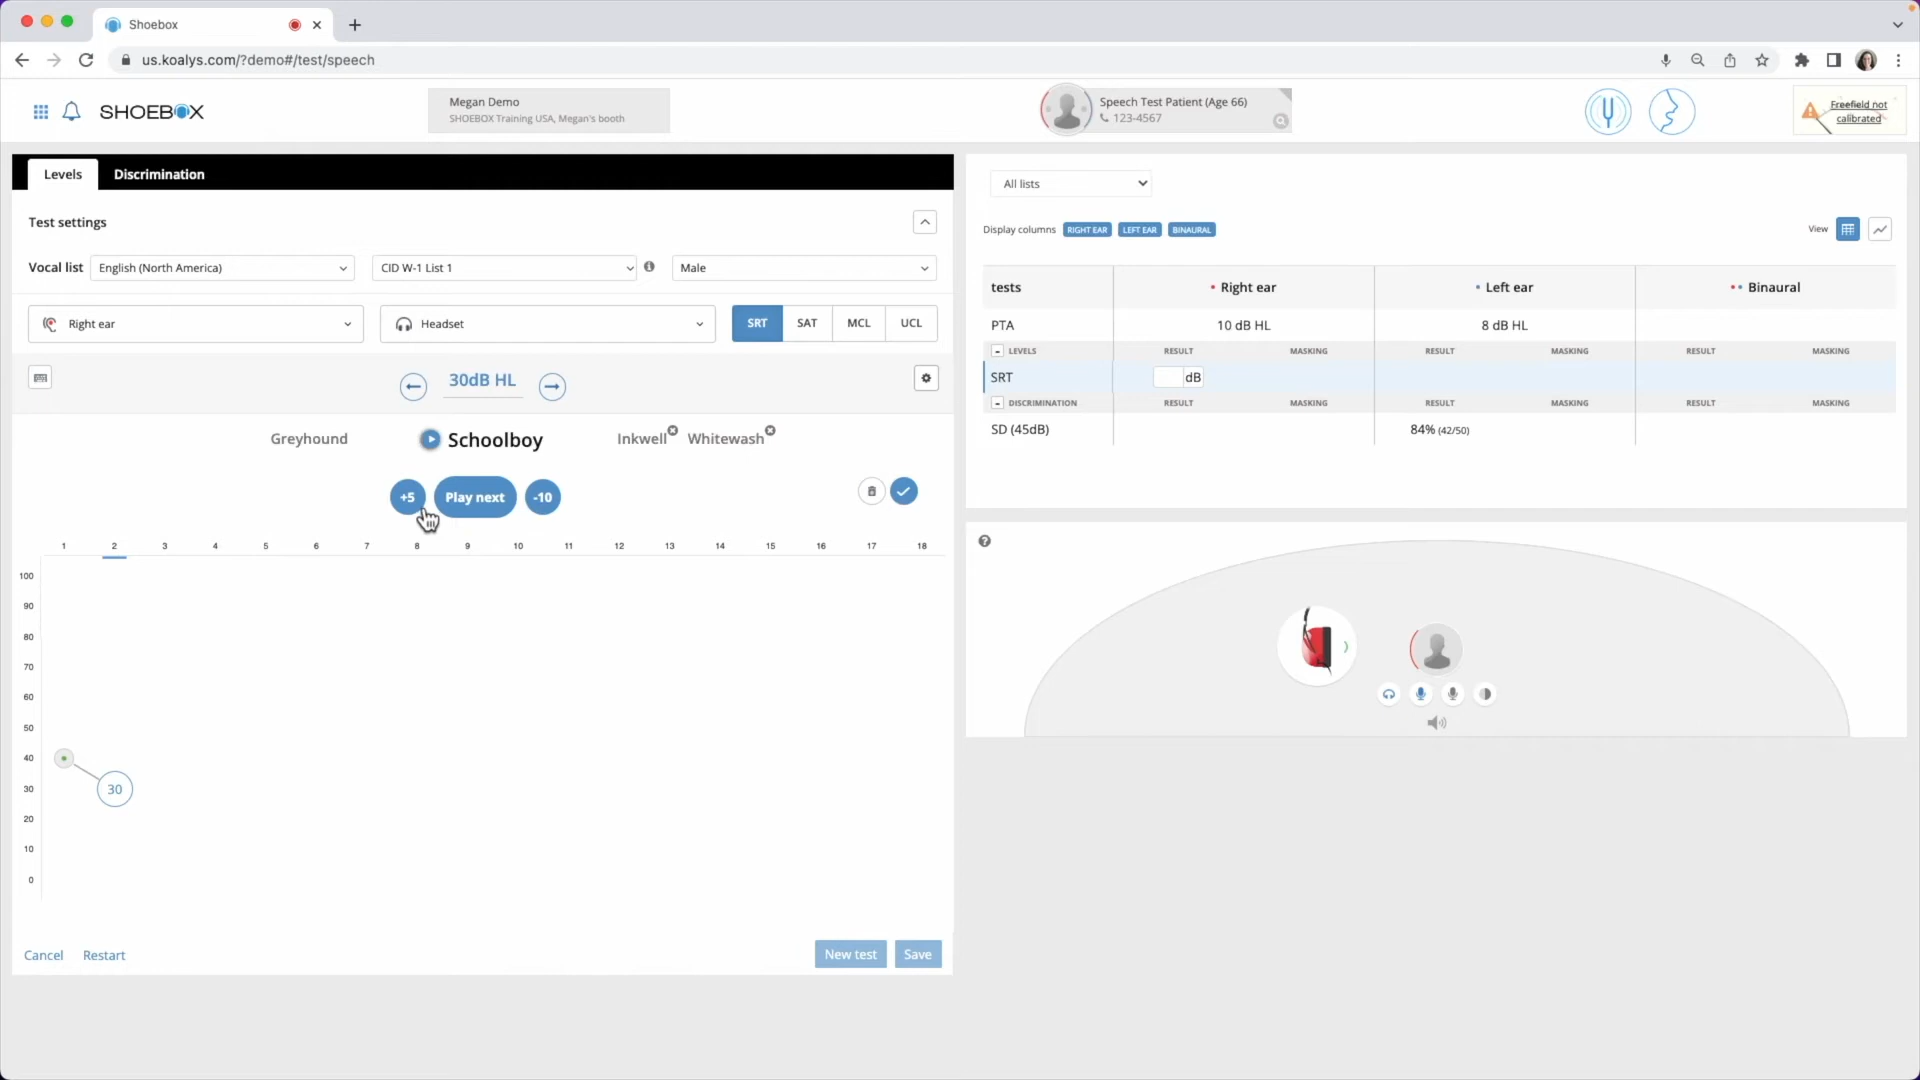 Shoebox
us.koalys.com/?demo#/test/speech
SHOEBOX
Megan Demo
SHOEBOX Training USA, Megan's booth
Speech Test Patient (Age 66)
123-4567
Freefield not
calibrated
Levels
Discrimination
Test settings
Vocal list
English (North America)
CID W-1 List 1
Male
Right ear
Headset
SRT
SAT
MCL
UCL
30dB HL
Greyhound
Schoolboy
Inkwell
Whitewash
+5
Play next
-10
1 2 3 4 5 6 7 8 9 10 11 12 13 14 15 16 17 18
100
90
80
70
60
50
40
30
20
10
0
30
Cancel
Restart
New test
Save
All lists
Display columns
RIGHT EAR
LEFT EAR
BINAURAL
View
tests
Right ear
Left ear
Binaural
PTA
10 dB HL
8 dB HL
LEVELS
RESULT
MASKING
RESULT
MASKING
RESULT
MASKING
SRT
dB
DISCRIMINATION
RESULT
MASKING
RESULT
MASKING
RESULT
MASKING
SD (45dB)
84% (42/50)